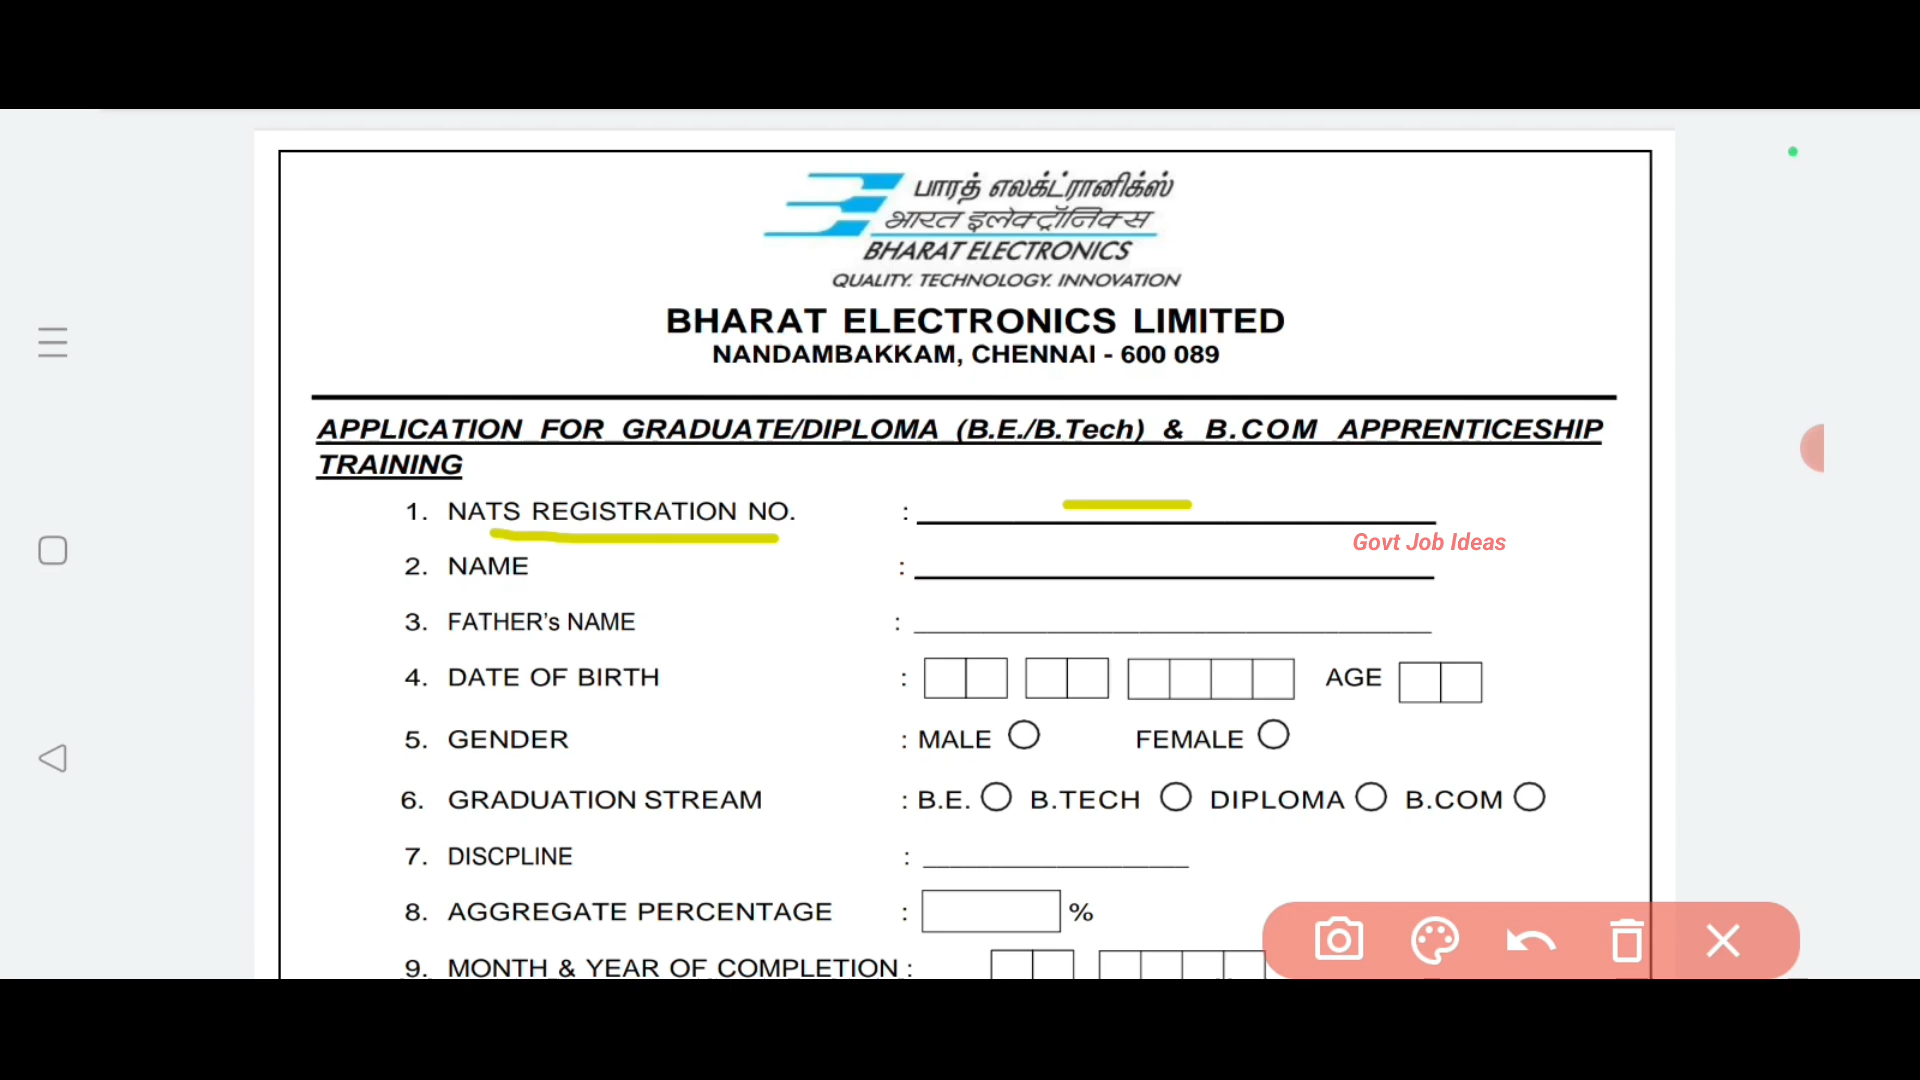 பாரத் எலக்ட்ரானிக்ஸ்
भारत इलेक्ट्रॉनिक्स
BHARAT ELECTRONICS
QUALITY. TECHNOLOGY. INNOVATION
BHARAT ELECTRONICS LIMITED
NANDAMBAKKAM, CHENNAI - 600 089
APPLICATION FOR GRADUATE/DIPLOMA (B.E./B.Tech) & B.COM APPRENTICESHIP
TRAINING
1. NATS REGISTRATION NO. :
Govt Job Ideas
2. NAME :
3. FATHER's NAME :
4. DATE OF BIRTH : AGE
5. GENDER : MALE FEMALE
6. GRADUATION STREAM : B.E. B.TECH DIPLOMA B.COM
7. DISCPLINE :
8. AGGREGATE PERCENTAGE : %
9. MONTH & YEAR OF COMPLETION :